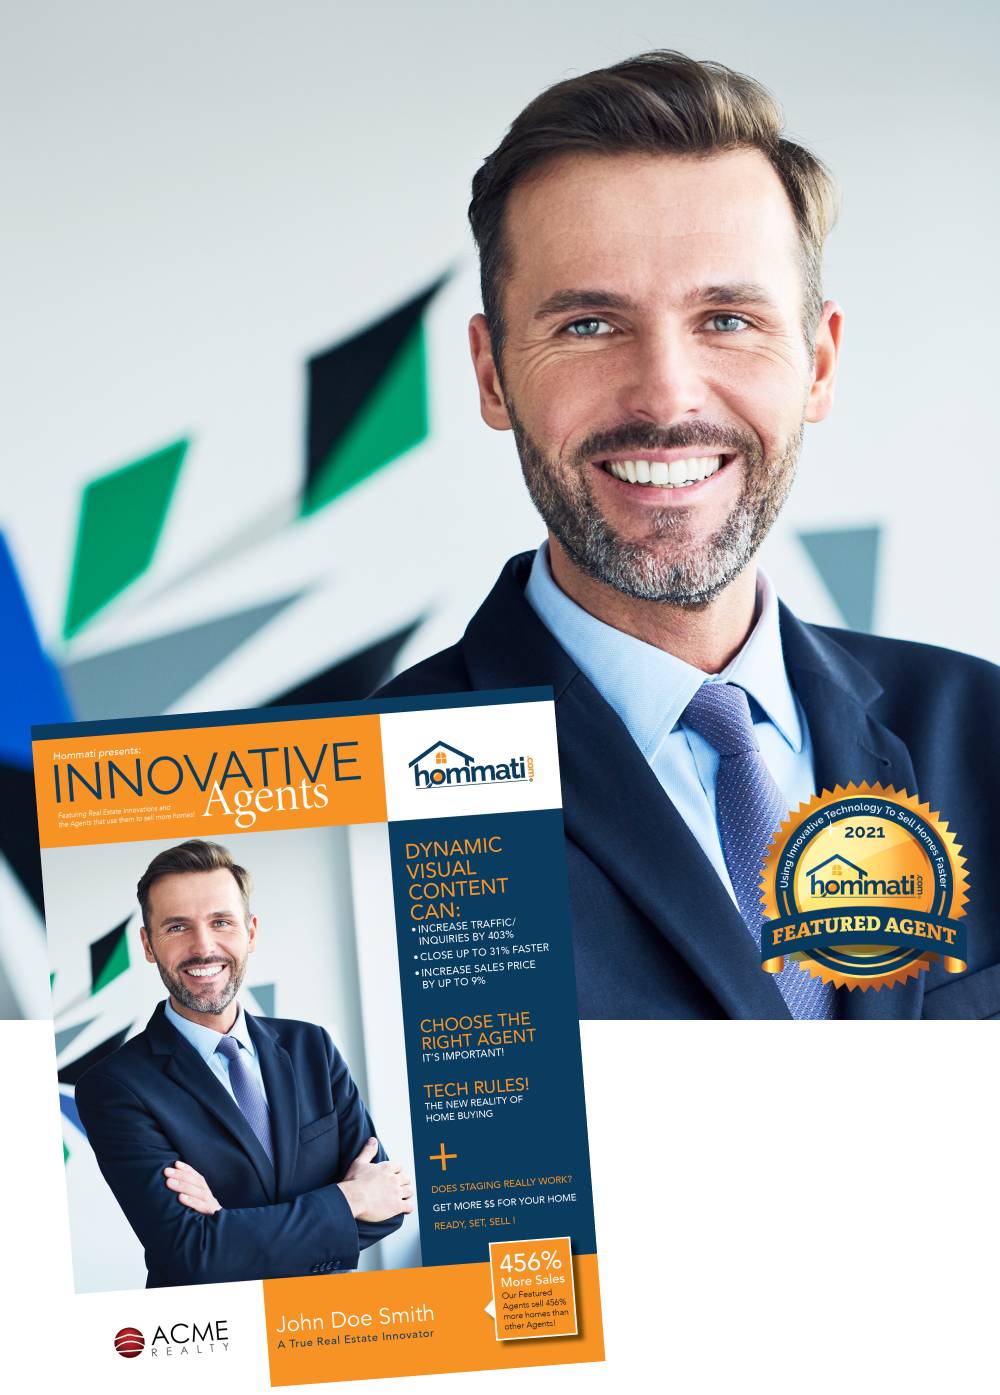 Hommati presents:
INNOVATIVE
Agents
Featuring Real Estate Innovations and
the Agents that use them to sell more homes!
hommati.com
DYNAMIC
VISUAL
CONTENT
CAN:
• INCREASE TRAFFIC/
INQUIRIES BY 403%
• CLOSE UP TO 31% FASTER
• INCREASE SALES PRICE
BY UP TO 9%
CHOOSE THE
RIGHT AGENT
IT'S IMPORTANT!
TECH RULES!
THE NEW REALITY OF
HOME BUYING
+
DOES STAGING REALLY WORK?
GET MORE $$ FOR YOUR HOME
READY, SET, SELL !
456%
More Sales
Our Featured
Agents sell 456%
more homes than
other Agents!
John Doe Smith
A True Real Estate Innovator
ACME
REALTY
Using Innovative Technology To Sell Homes Faster
2021
hommati.com
FEATURED AGENT